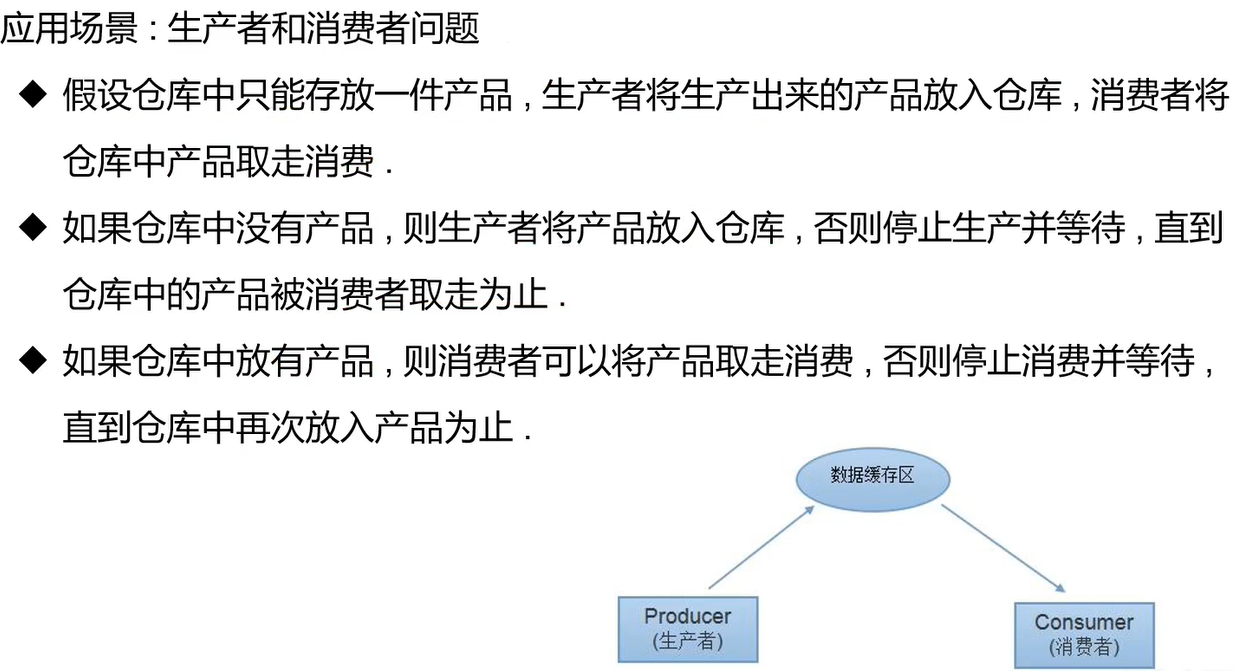 应用场景 : 生产者和消费者问题
◆ 假设仓库中只能存放一件产品 , 生产者将生产出来的产品放入仓库 , 消费者将
仓库中产品取走消费 .
◆ 如果仓库中没有产品 , 则生产者将产品放入仓库 , 否则停止生产并等待 , 直到
仓库中的产品被消费者取走为止 .
◆ 如果仓库中放有产品 , 则消费者可以将产品取走消费 , 否则停止消费并等待 ,
直到仓库中再次放入产品为止 .
数据缓存区
Producer
(生产者)
Consumer
(消费者)